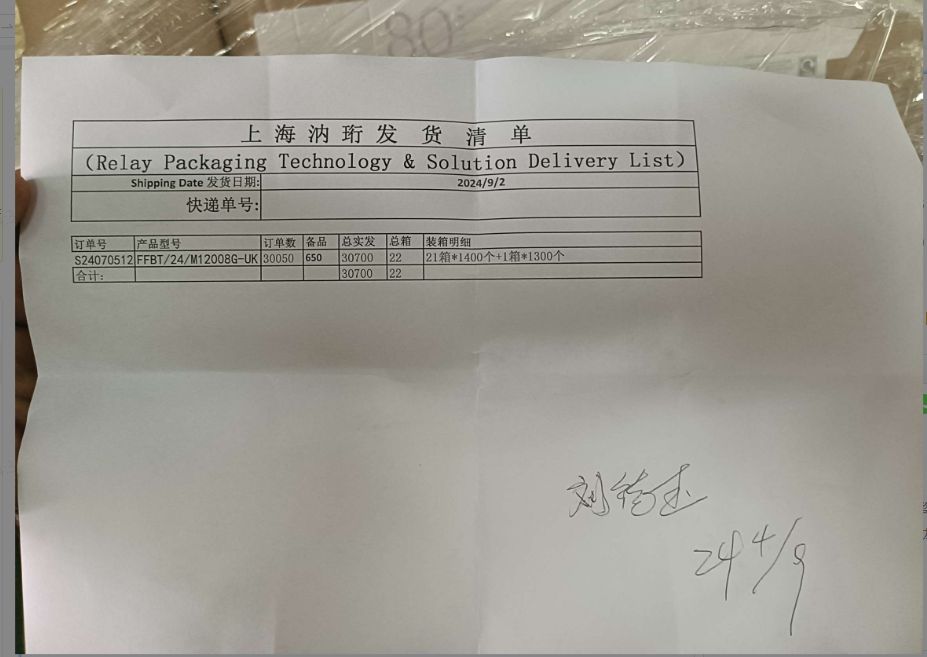 80
上海汭珩发货清单
(Relay Packaging Technology & Solution Delivery List)
Shipping Date 发货日期: 2024/9/2
快递单号:
订单号 产品型号 订单数 备品 总实发 总箱 装箱明细
S24070512 FFBT/24/M12008G-UK 30050 650 30700 22 21箱*1400个+1箱*1300个
合计: 30700 22
刘
24 4/9